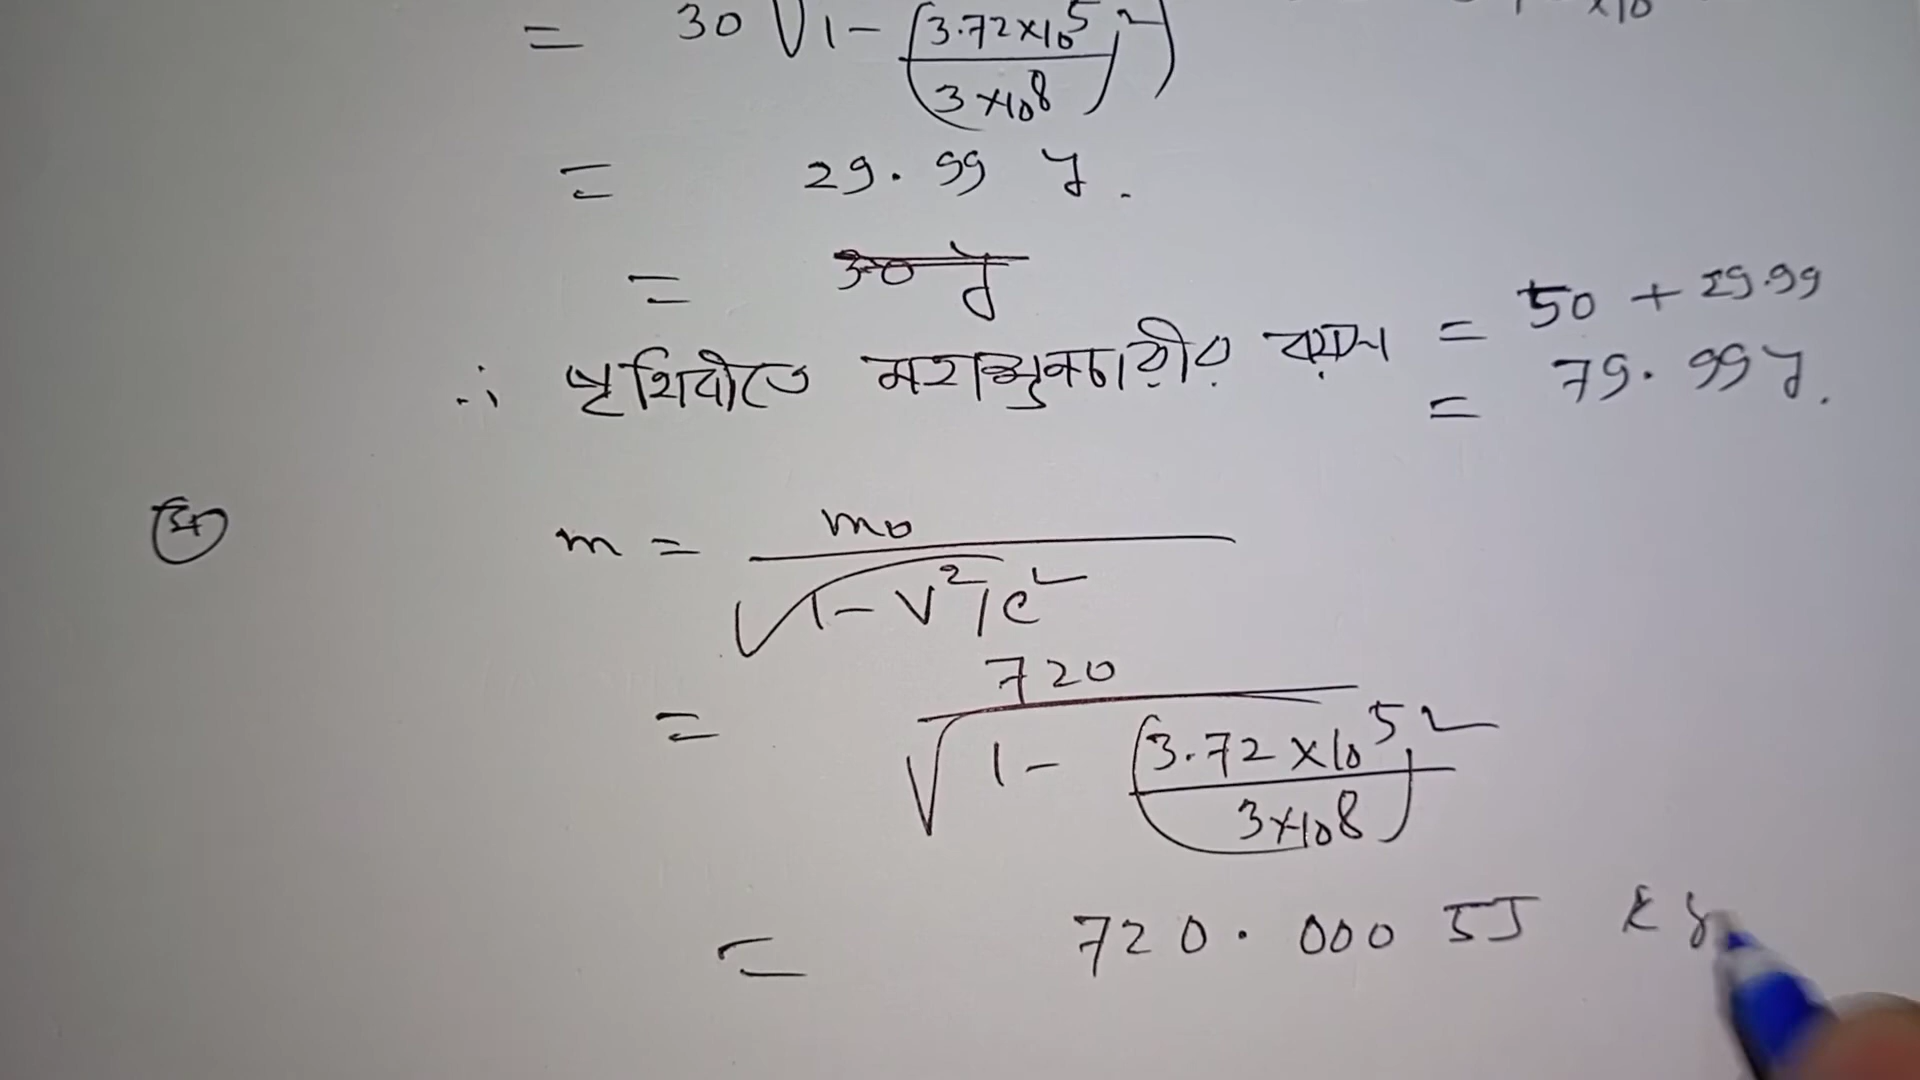 = 30 √1 - (3.72×10⁵ / 3×10⁸)²)
= 29.99 y.
= 30 y
∴ পৃথিবীতে মহাশুন্যচারীর বয়স = 50 + 29.99
= 79.99 y.
ঘ m = m₀ / √1 - v²/c²
= 720 / √1 - (3.72×10⁵ / 3×10⁸)²
= 720.00055 kg